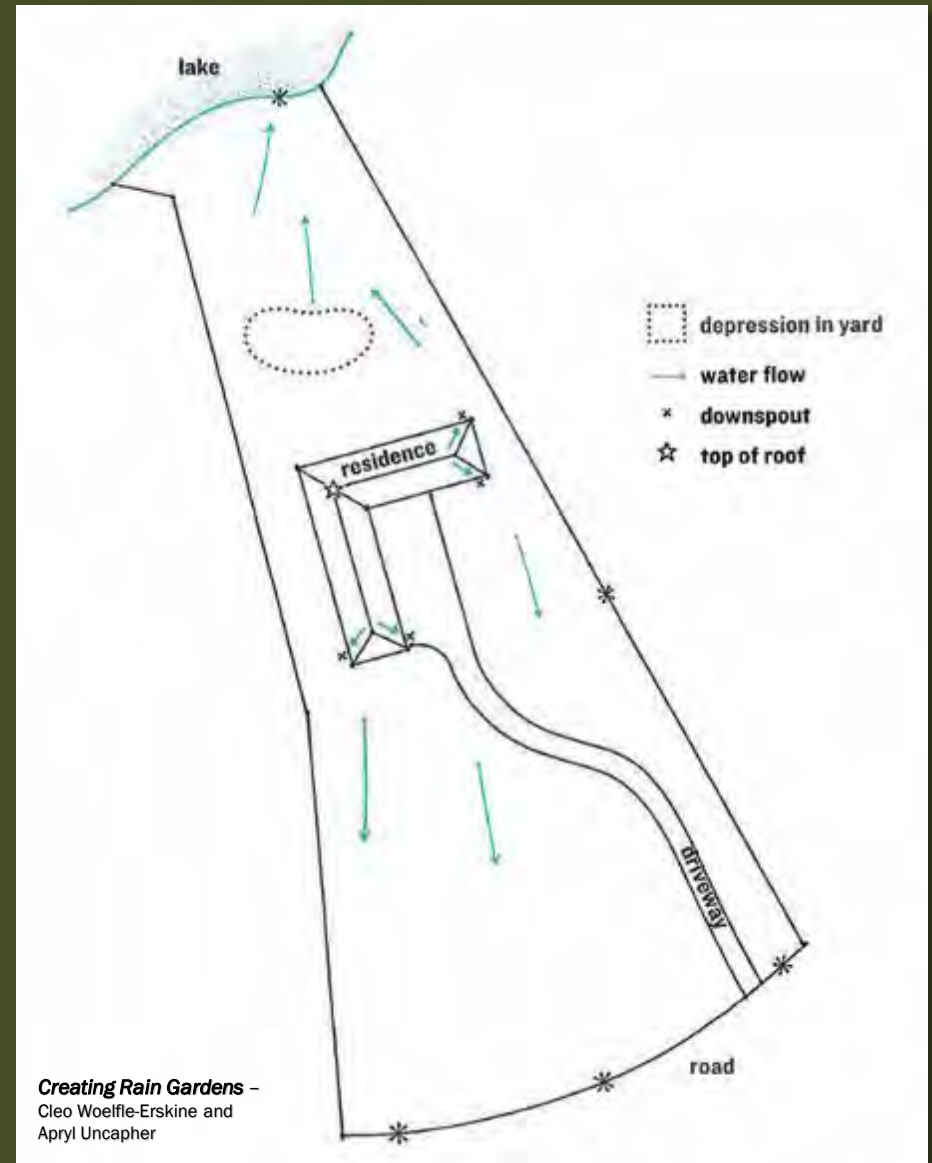 lake
depression in yard
water flow
downspout
top of roof
residence
driveway
road
Creating Rain Gardens –
Cleo Woelfle-Erskine and
Apryl Uncapher